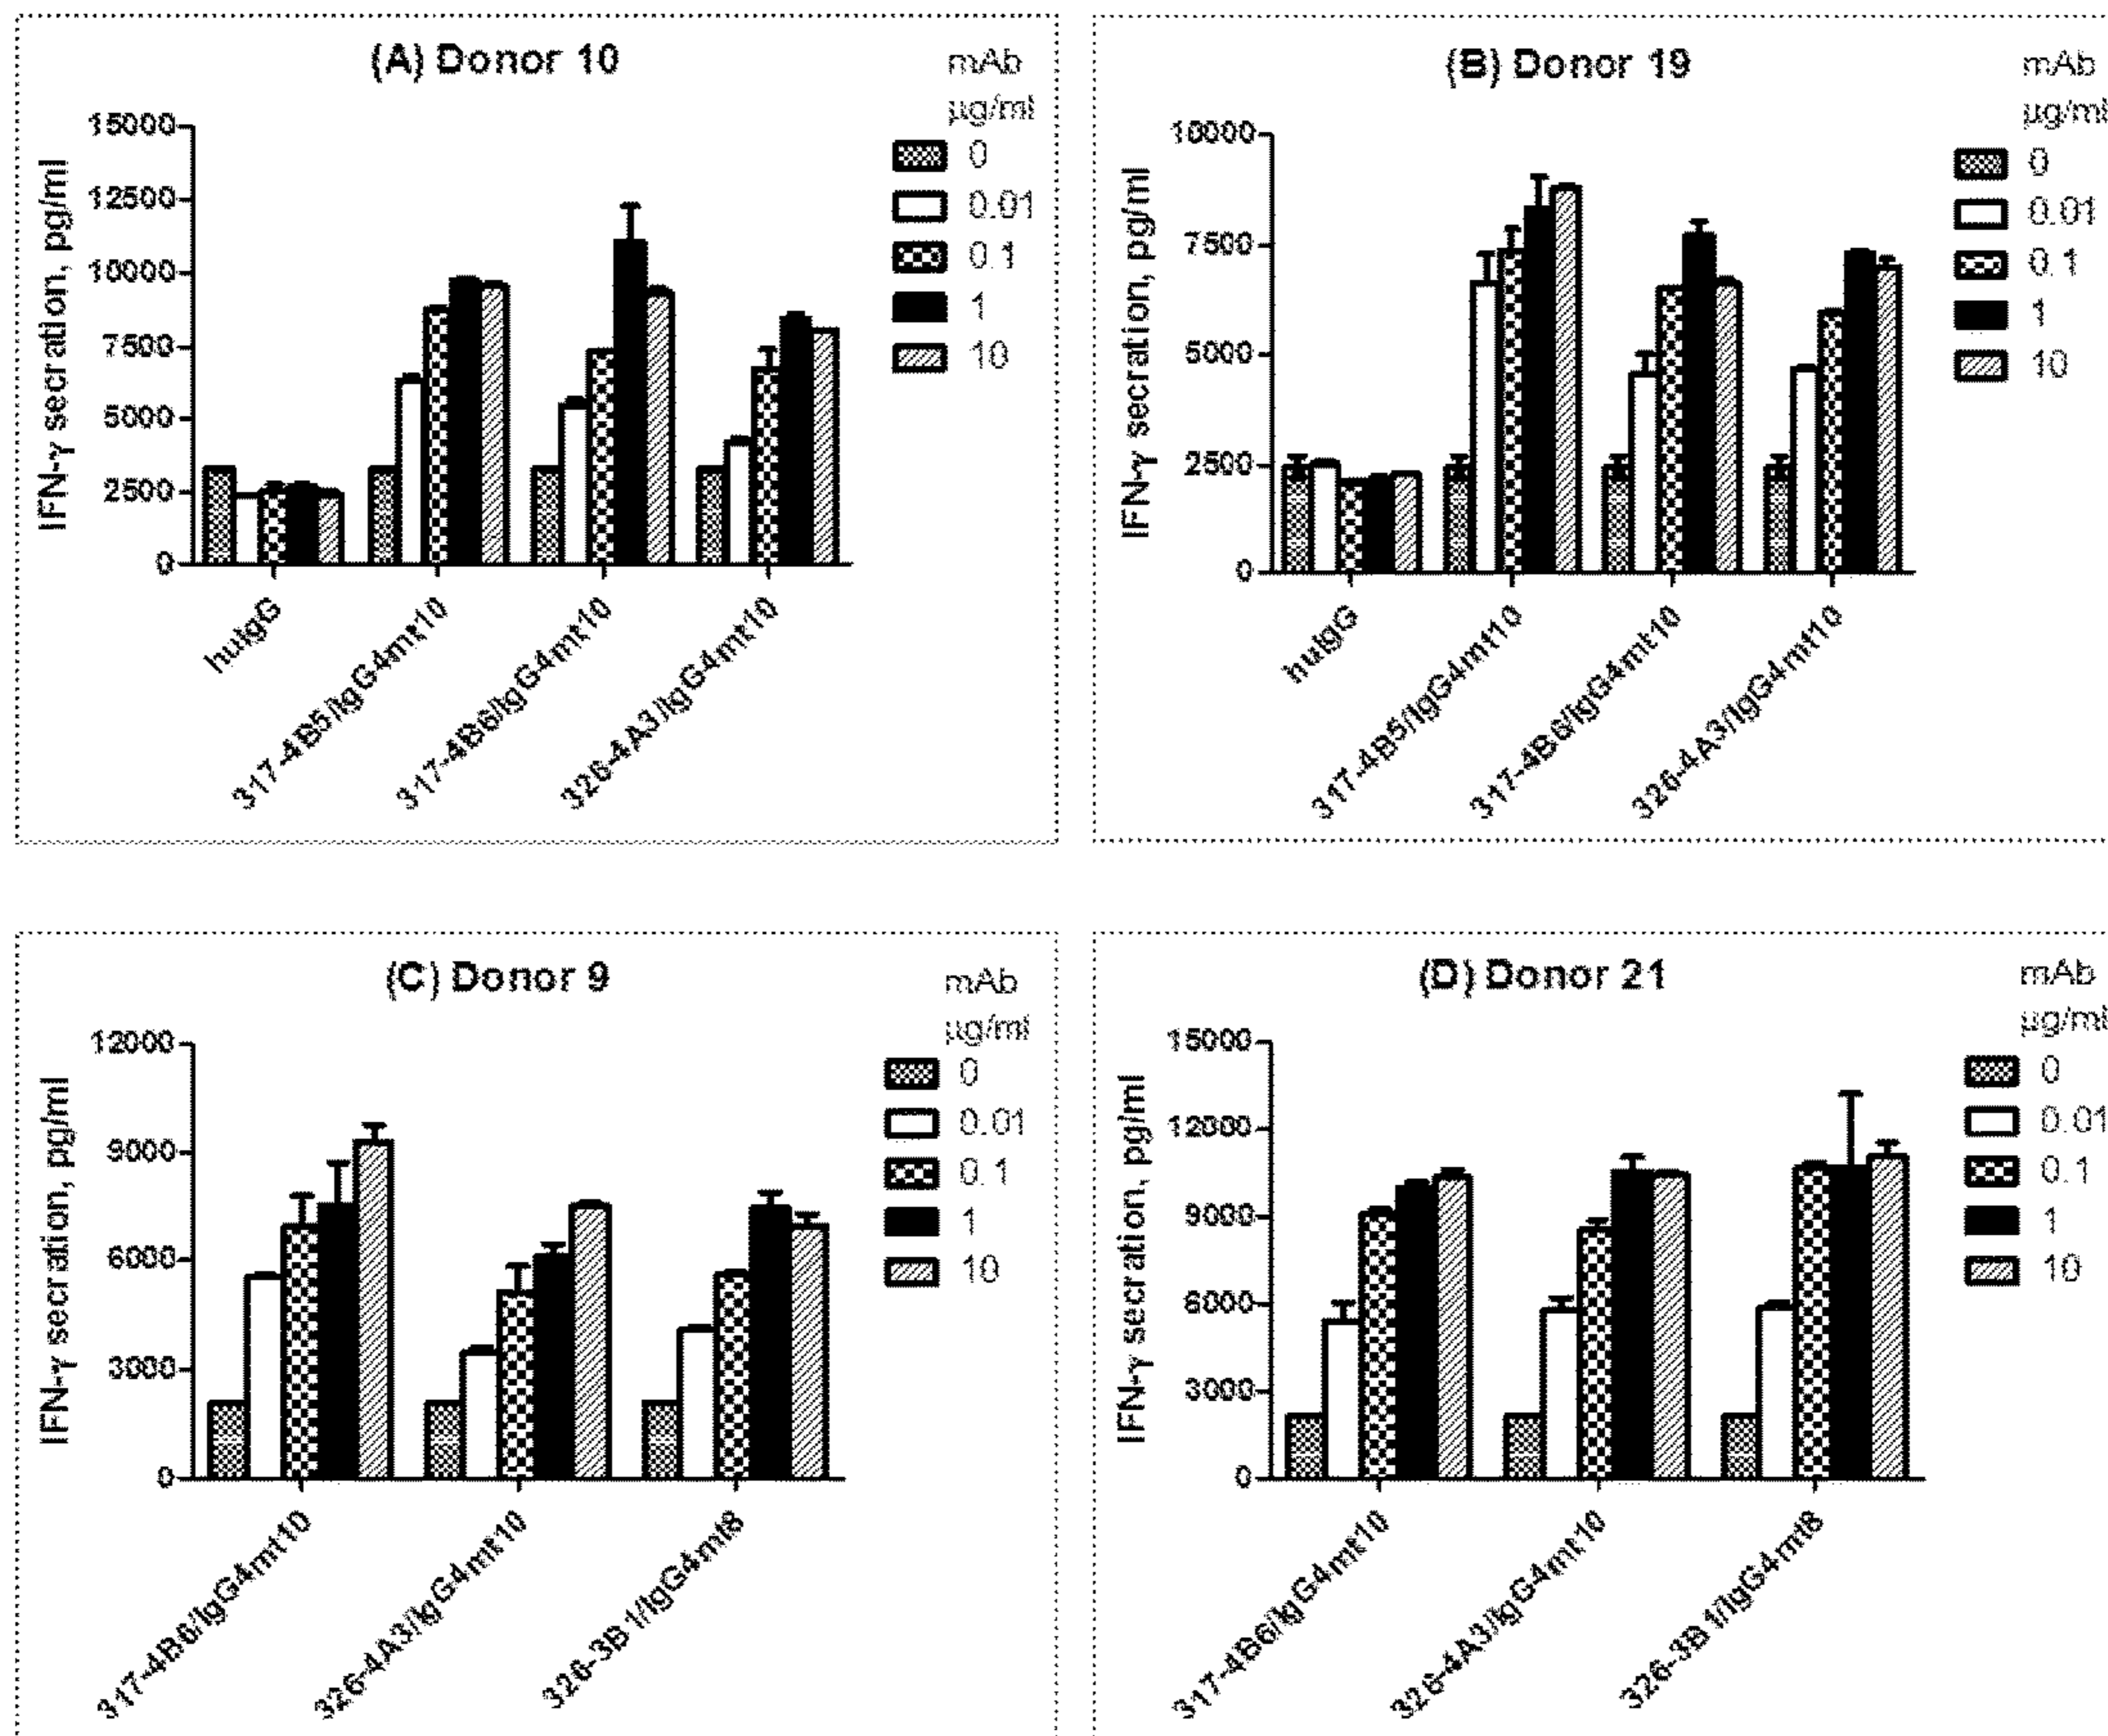 (A) Donor 10
mAb
µg/ml
0
0.01
0.1
1
10
IFN-γ secration, pg/ml
15000
12500
10000
7500
5000
2500
0
huIgG
317-4B5/IgG4mt10
317-4B6/IgG4mt10
326-4A3/IgG4mt10
(B) Donor 19
mAb
µg/ml
0
0.01
0.1
1
10
IFN-γ secration, pg/ml
10000
7500
5000
2500
0
huIgG
317-4B5/IgG4mt10
317-4B6/IgG4mt10
326-4A3/IgG4mt10
(C) Donor 9
mAb
µg/ml
0
0.01
0.1
1
10
IFN-γ secration, pg/ml
12000
9000
6000
3000
0
317-4B6/IgG4mt10
326-4A3/IgG4mt10
326-3B1/IgG4mt6
(D) Donor 21
mAb
µg/ml
0
0.01
0.1
1
10
IFN-γ secration, pg/ml
15000
12000
9000
6000
3000
0
317-4B6/IgG4mt10
326-4A3/IgG4mt10
326-3B1/IgG4mt6